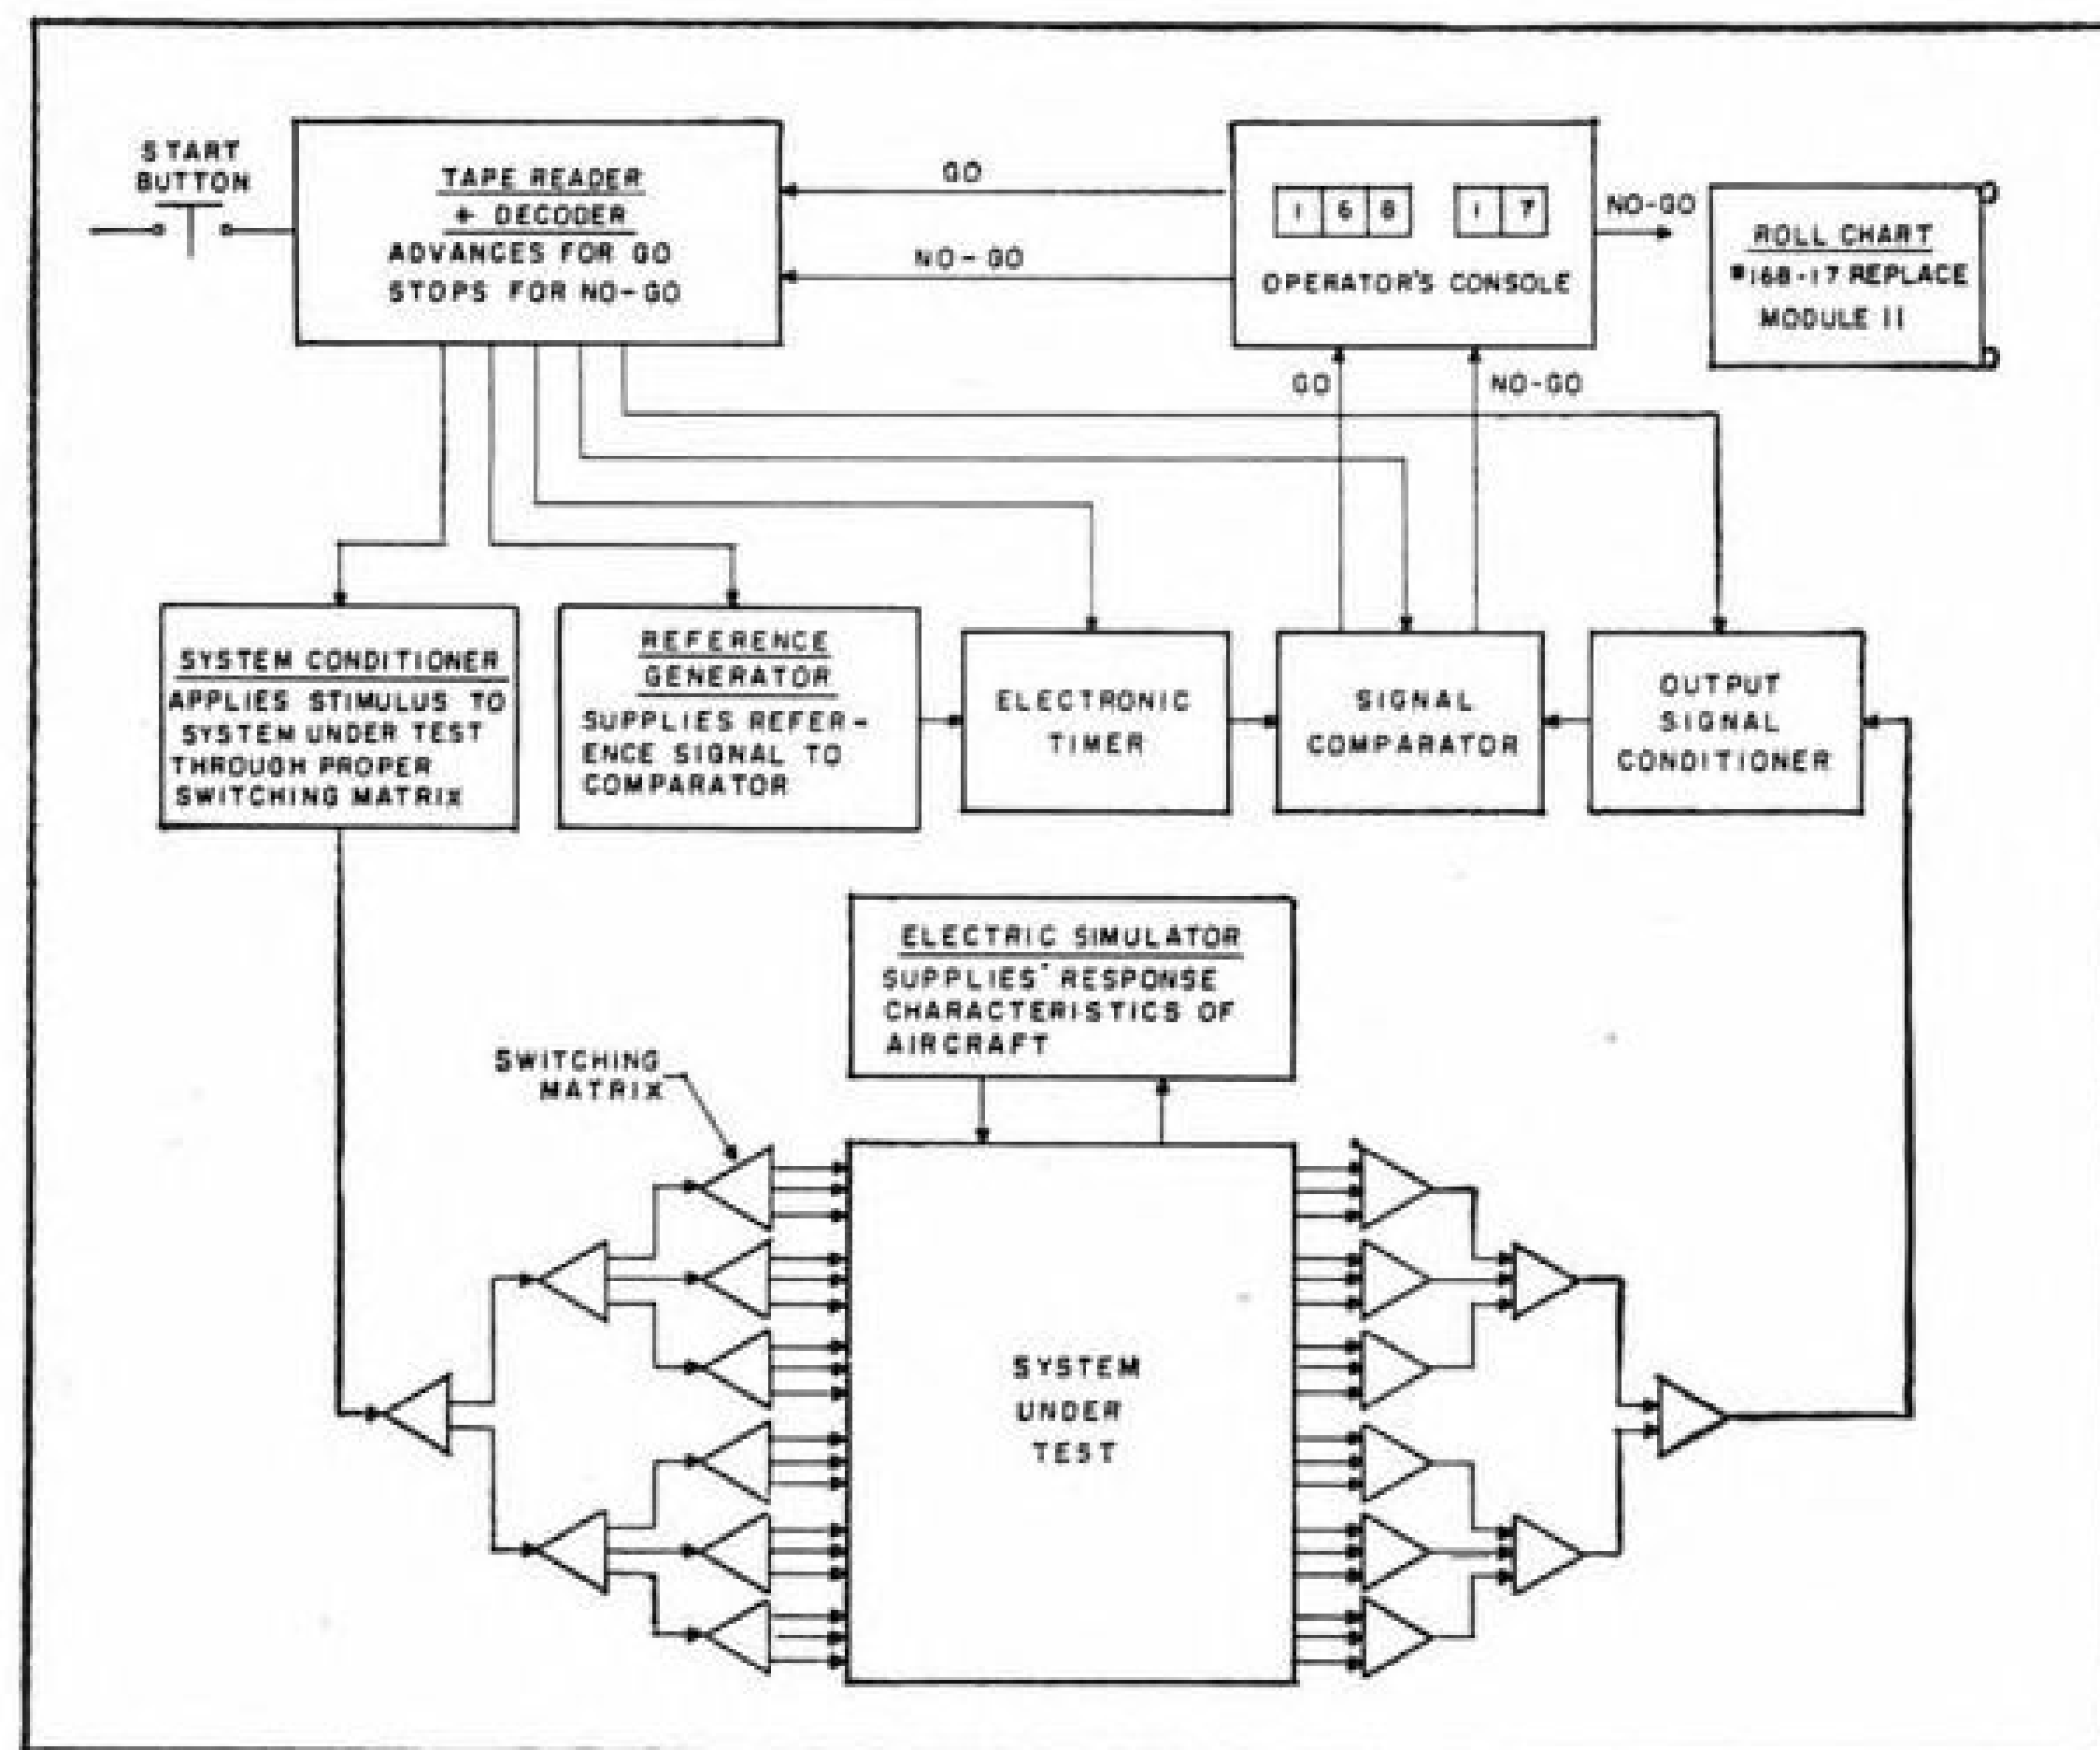 START
BUTTON
TAPE READER
+ DECODER
ADVANCES FOR GO
STOPS FOR NO-GO
GO
NO-GO
1 6 8 1 7
OPERATOR'S CONSOLE
NO-GO
ROLL CHART
#168-17 REPLACE
MODULE II
GO
NO-GO
SYSTEM CONDITIONER
APPLIES STIMULUS TO
SYSTEM UNDER TEST
THROUGH PROPER
SWITCHING MATRIX
REFERENCE
GENERATOR
SUPPLIES REFER-
ENCE SIGNAL TO
COMPARATOR
ELECTRONIC
TIMER
SIGNAL
COMPARATOR
OUTPUT
SIGNAL
CONDITIONER
ELECTRIC SIMULATOR
SUPPLIES RESPONSE
CHARACTERISTICS OF
AIRCRAFT
SWITCHING
MATRIX
SYSTEM
UNDER
TEST